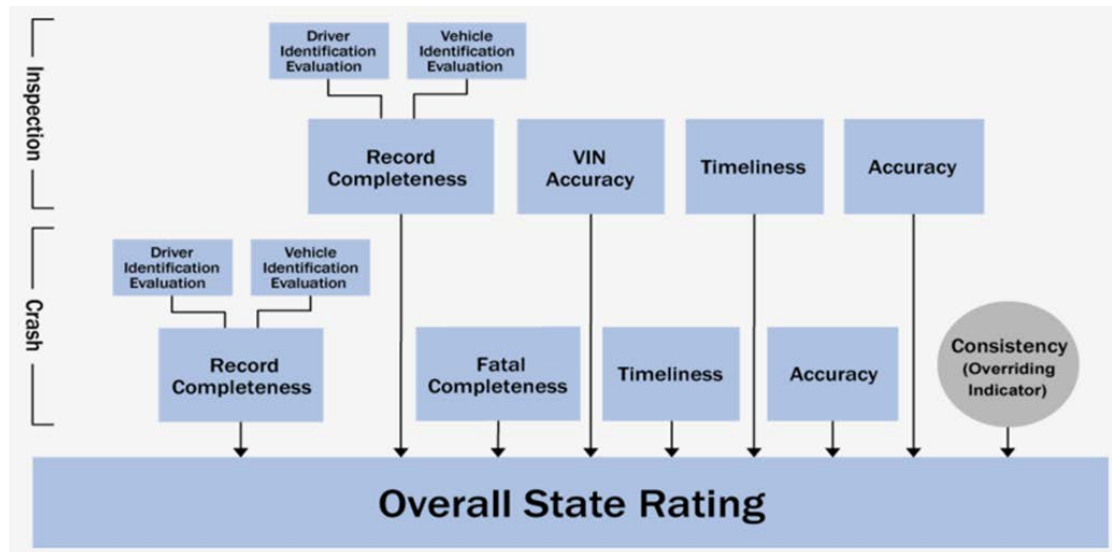 Inspection
Driver
Identification
Evaluation
Vehicle
Identification
Evaluation
Record
Completeness
VIN
Accuracy
Timeliness
Accuracy
Crash
Driver
Identification
Evaluation
Vehicle
Identification
Evaluation
Record
Completeness
Fatal
Completeness
Timeliness
Accuracy
Consistency
(Overriding
Indicator)
Overall State Rating